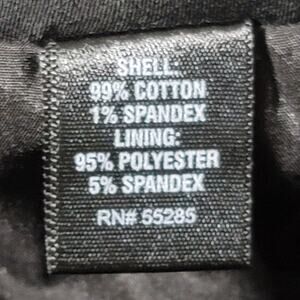 SHELL:
99% COTTON
1% SPANDEX
LINING:
95% POLYESTER
5% SPANDEX
RN# 55285